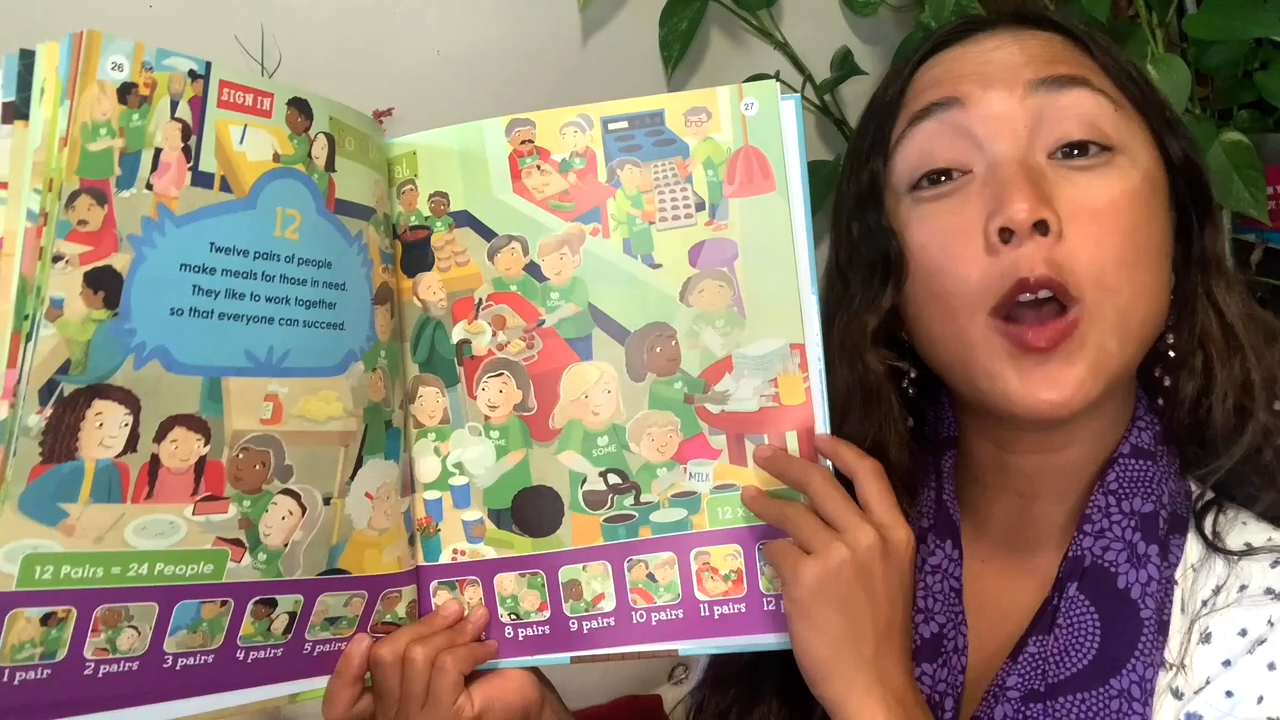 26
SIGN IN
12
Twelve pairs of people
make meals for those in need.
They like to work together
so that everyone can succeed.
12 Pairs = 24 People
1 pair
2 pairs
3 pairs
4 pairs
5 pairs
27
at
SOME
SOME
SOME
SOME
MILK
12 x
8 pairs
9 pairs
10 pairs
11 pairs
12 p